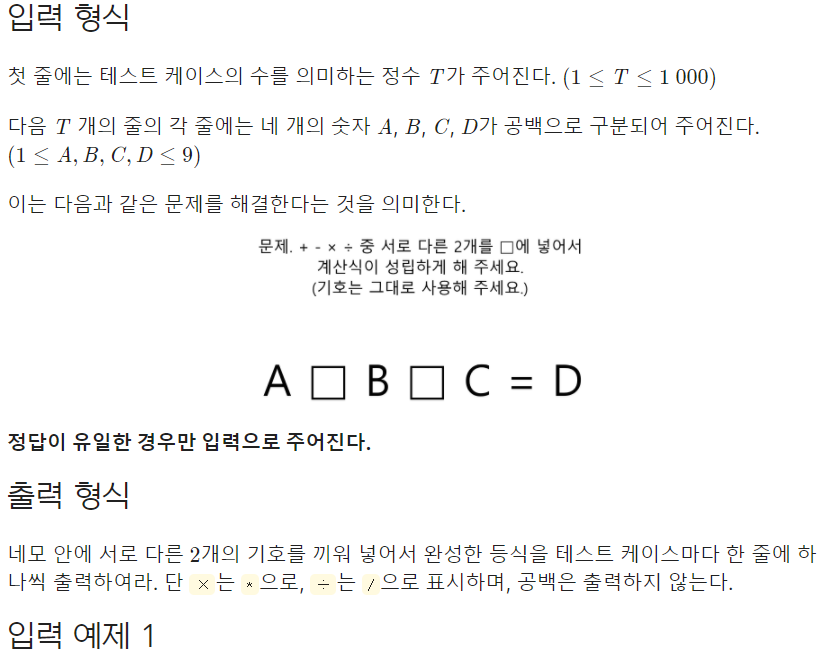 입력 형식
첫 줄에는 테스트 케이스의 수를 의미하는 정수 T가 주어진다. (1 ≤ T ≤ 1 000)
다음 T 개의 줄의 각 줄에는 네 개의 숫자 A, B, C, D가 공백으로 구분되어 주어진다.
(1 ≤ A, B, C, D ≤ 9)
이는 다음과 같은 문제를 해결한다는 것을 의미한다.
문제. + - × ÷ 중 서로 다른 2개를 □에 넣어서
계산식이 성립하게 해 주세요.
(기호는 그대로 사용해 주세요.)
A □ B □ C = D
정답이 유일한 경우만 입력으로 주어진다.
출력 형식
네모 안에 서로 다른 2개의 기호를 끼워 넣어서 완성한 등식을 테스트 케이스마다 한 줄에 하
나씩 출력하여라. 단 × 는 * 으로, ÷ 는 / 으로 표시하며, 공백은 출력하지 않는다.
입력 예제 1